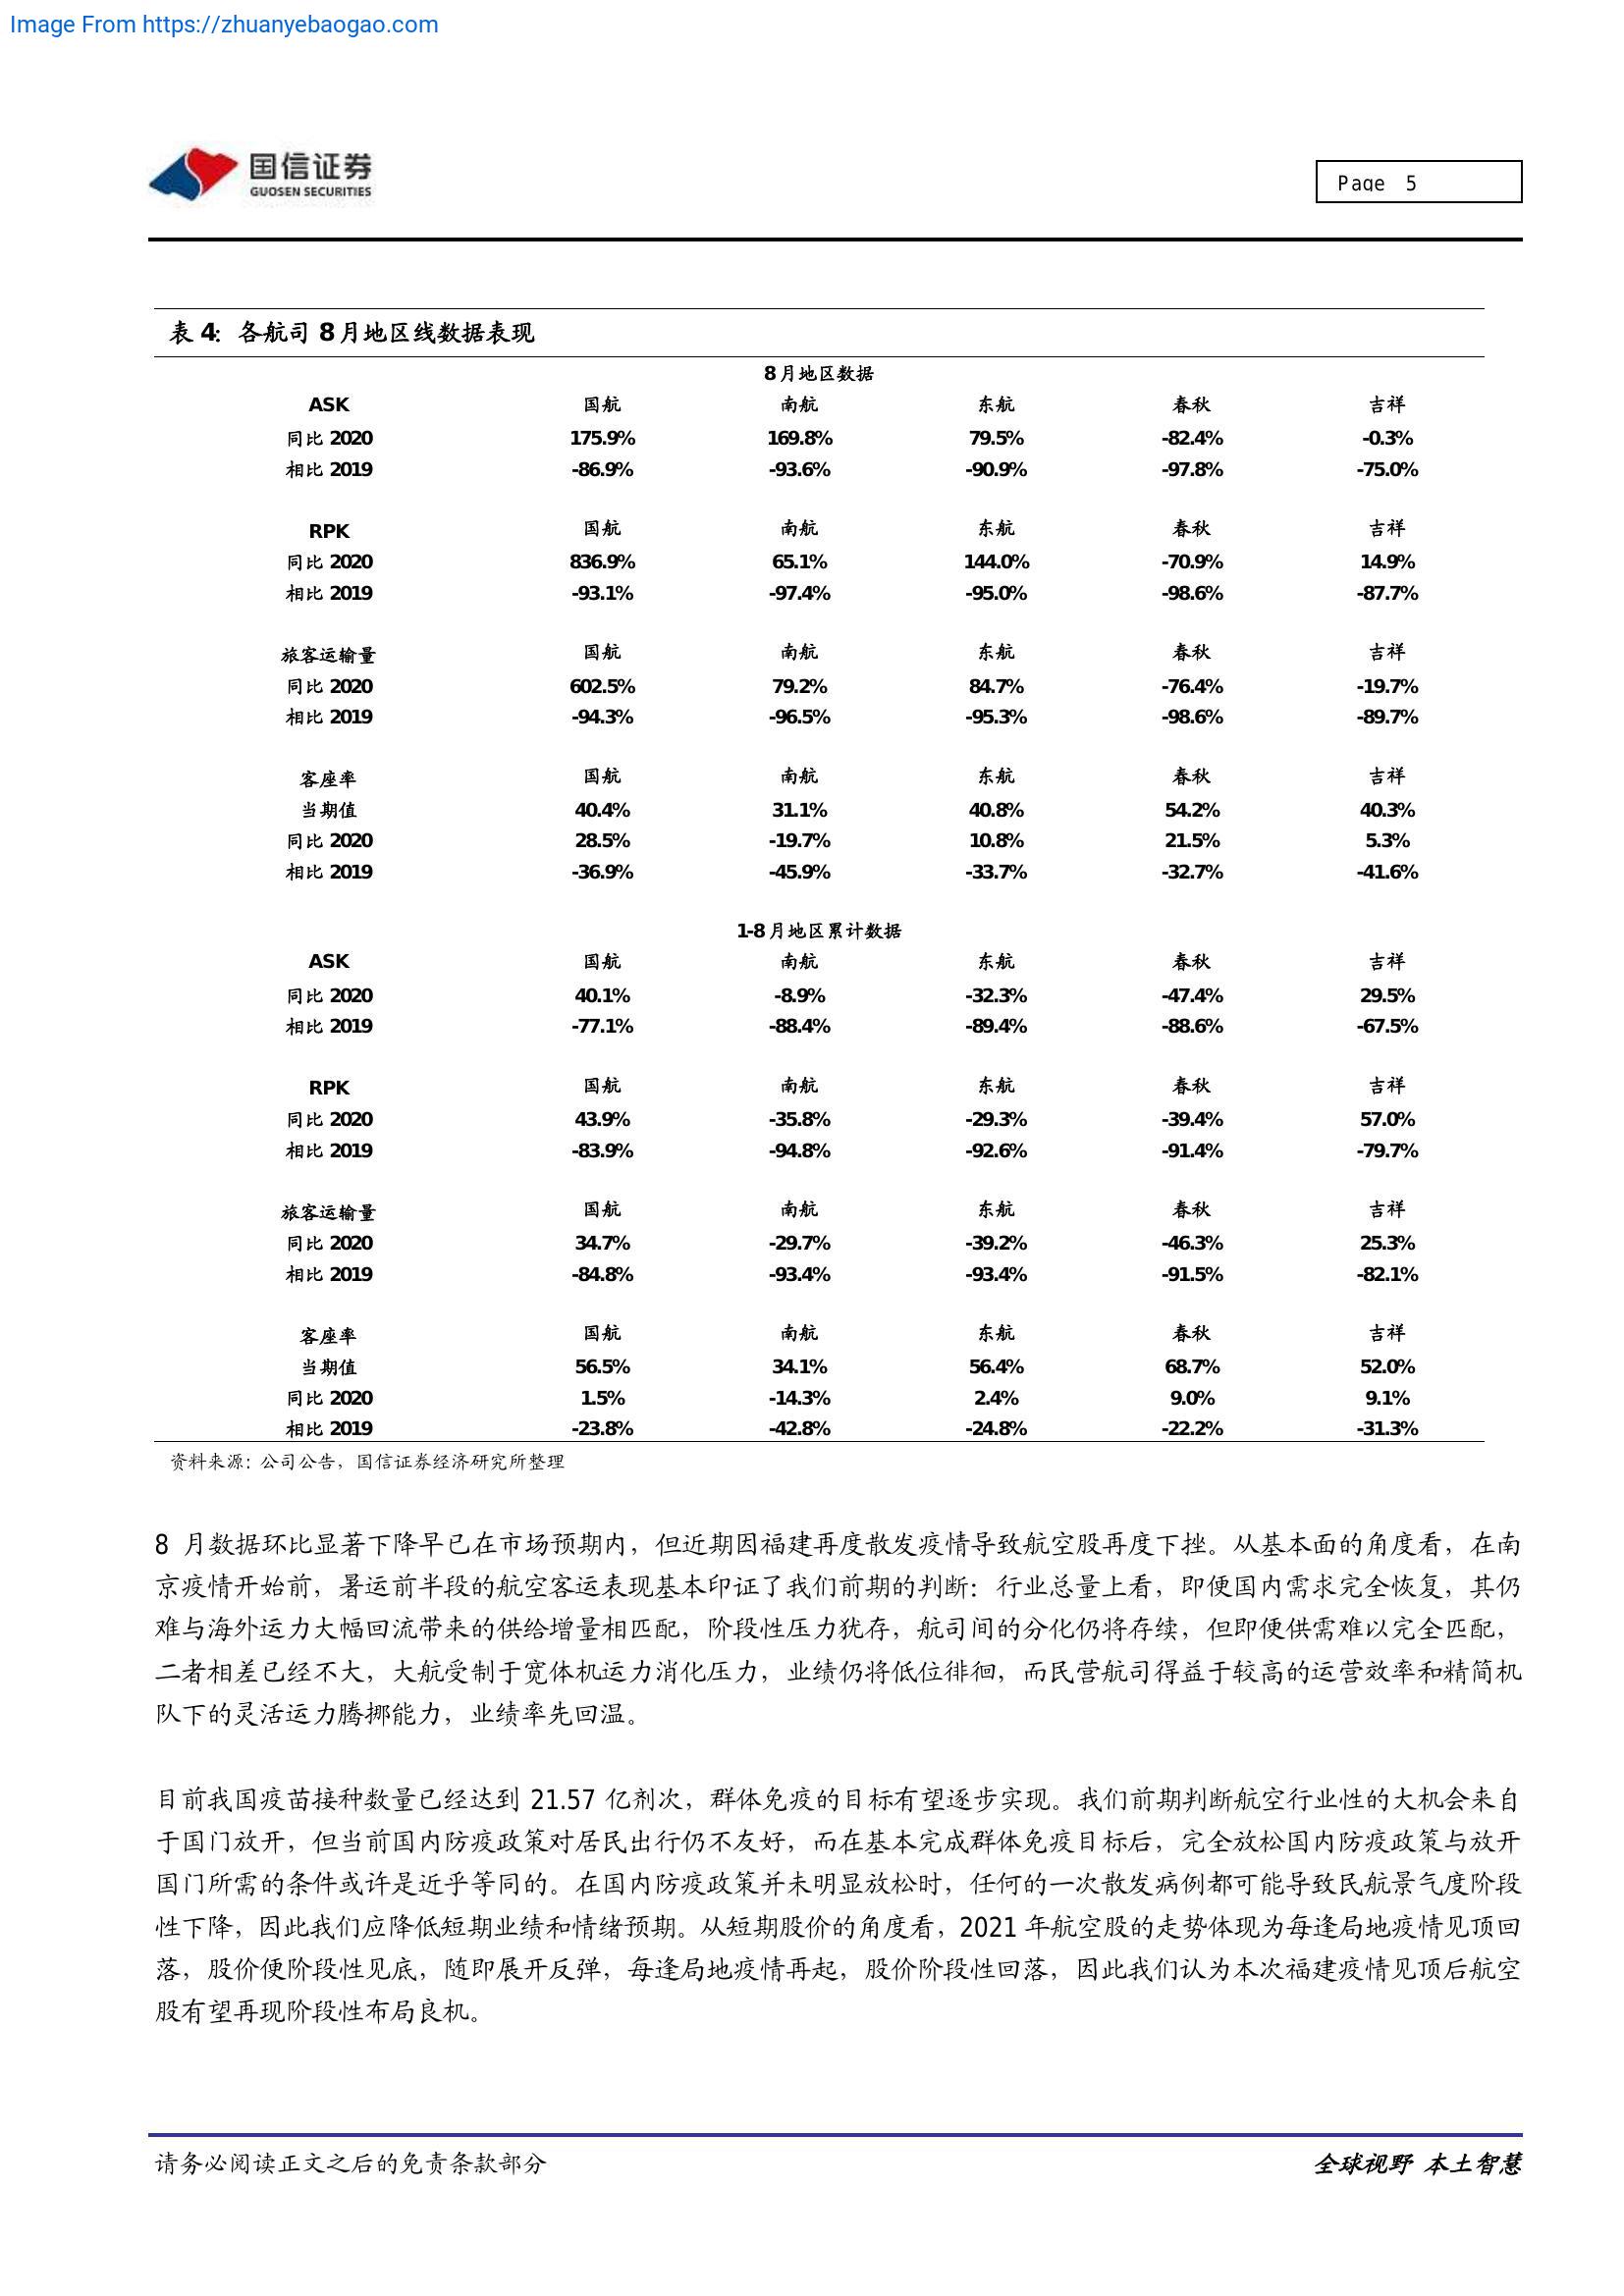 Image From https://zhuanyebaogao.com
国信证券
GUOSEN SECURITIES
Page 5
表 4: 各航司 8 月地区线数据表现
8 月地区数据
ASK 国航 南航 东航 春秋 吉祥
同比 2020 175.9% 169.8% 79.5% -82.4% -0.3%
相比 2019 -86.9% -93.6% -90.9% -97.8% -75.0%
RPK 国航 南航 东航 春秋 吉祥
同比 2020 836.9% 65.1% 144.0% -70.9% 14.9%
相比 2019 -93.1% -97.4% -95.0% -98.6% -87.7%
旅客运输量 国航 南航 东航 春秋 吉祥
同比 2020 602.5% 79.2% 84.7% -76.4% -19.7%
相比 2019 -94.3% -96.5% -95.3% -98.6% -89.7%
客座率 国航 南航 东航 春秋 吉祥
当期值 40.4% 31.1% 40.8% 54.2% 40.3%
同比 2020 28.5% -19.7% 10.8% 21.5% 5.3%
相比 2019 -36.9% -45.9% -33.7% -32.7% -41.6%
1-8 月地区累计数据
ASK 国航 南航 东航 春秋 吉祥
同比 2020 40.1% -8.9% -32.3% -47.4% 29.5%
相比 2019 -77.1% -88.4% -89.4% -88.6% -67.5%
RPK 国航 南航 东航 春秋 吉祥
同比 2020 43.9% -35.8% -29.3% -39.4% 57.0%
相比 2019 -83.9% -94.8% -92.6% -91.4% -79.7%
旅客运输量 国航 南航 东航 春秋 吉祥
同比 2020 34.7% -29.7% -39.2% -46.3% 25.3%
相比 2019 -84.8% -93.4% -93.4% -91.5% -82.1%
客座率 国航 南航 东航 春秋 吉祥
当期值 56.5% 34.1% 56.4% 68.7% 52.0%
同比 2020 1.5% -14.3% 2.4% 9.0% 9.1%
相比 2019 -23.8% -42.8% -24.8% -22.2% -31.3%
资料来源: 公司公告，国信证券经济研究所整理
8 月数据环比显著下降早已在市场预期内，但近期因福建再度散发疫情导致航空股再度下挫。从基本面的角度看，在南
京疫情开始前，暑运前半段的航空客运表现基本印证了我们前期的判断：行业总量上看，即便国内需求完全恢复，其仍
难与海外运力大幅回流带来的供给增量相匹配，阶段性压力犹存，航司间的分化仍将存续，但即便供需难以完全匹配，
二者相差已经不大，大航受制于宽体机运力消化压力，业绩仍将低位徘徊，而民营航司得益于较高的运营效率和精简机
队下的灵活运力腾挪能力，业绩率先回温。
目前我国疫苗接种数量已经达到 21.57 亿剂次，群体免疫的目标有望逐步实现。我们前期判断航空行业性的大机会来自
于国门放开，但当前国内防疫政策对居民出行仍不友好，而在基本完成群体免疫目标后，完全放松国内防疫政策与放开
国门所需的条件或许是近乎等同的。在国内防疫政策并未明显放松时，任何的一次散发病例都可能导致民航景气度阶段
性下降，因此我们应降低短期业绩和情绪预期。从短期股价的角度看，2021 年航空股的走势体现为每逢局地疫情见顶回
落，股价便阶段性见底，随即展开反弹，每逢局地疫情再起，股价阶段性回落，因此我们认为本次福建疫情见顶后航空
股有望再现阶段性布局良机。
请务必阅读正文之后的免责条款部分
全球视野 本土智慧